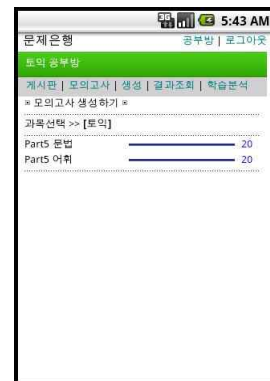 3G 5:43 AM
문제은행 공부방 | 로그아웃
토익 공부방
게시판 | 모의고사 | 생성 | 결과조회 | 학습분석
※ 모의고사 생성하기 ※
과목선택 >> [토익]
Part5 문법 20
Part5 어휘 20